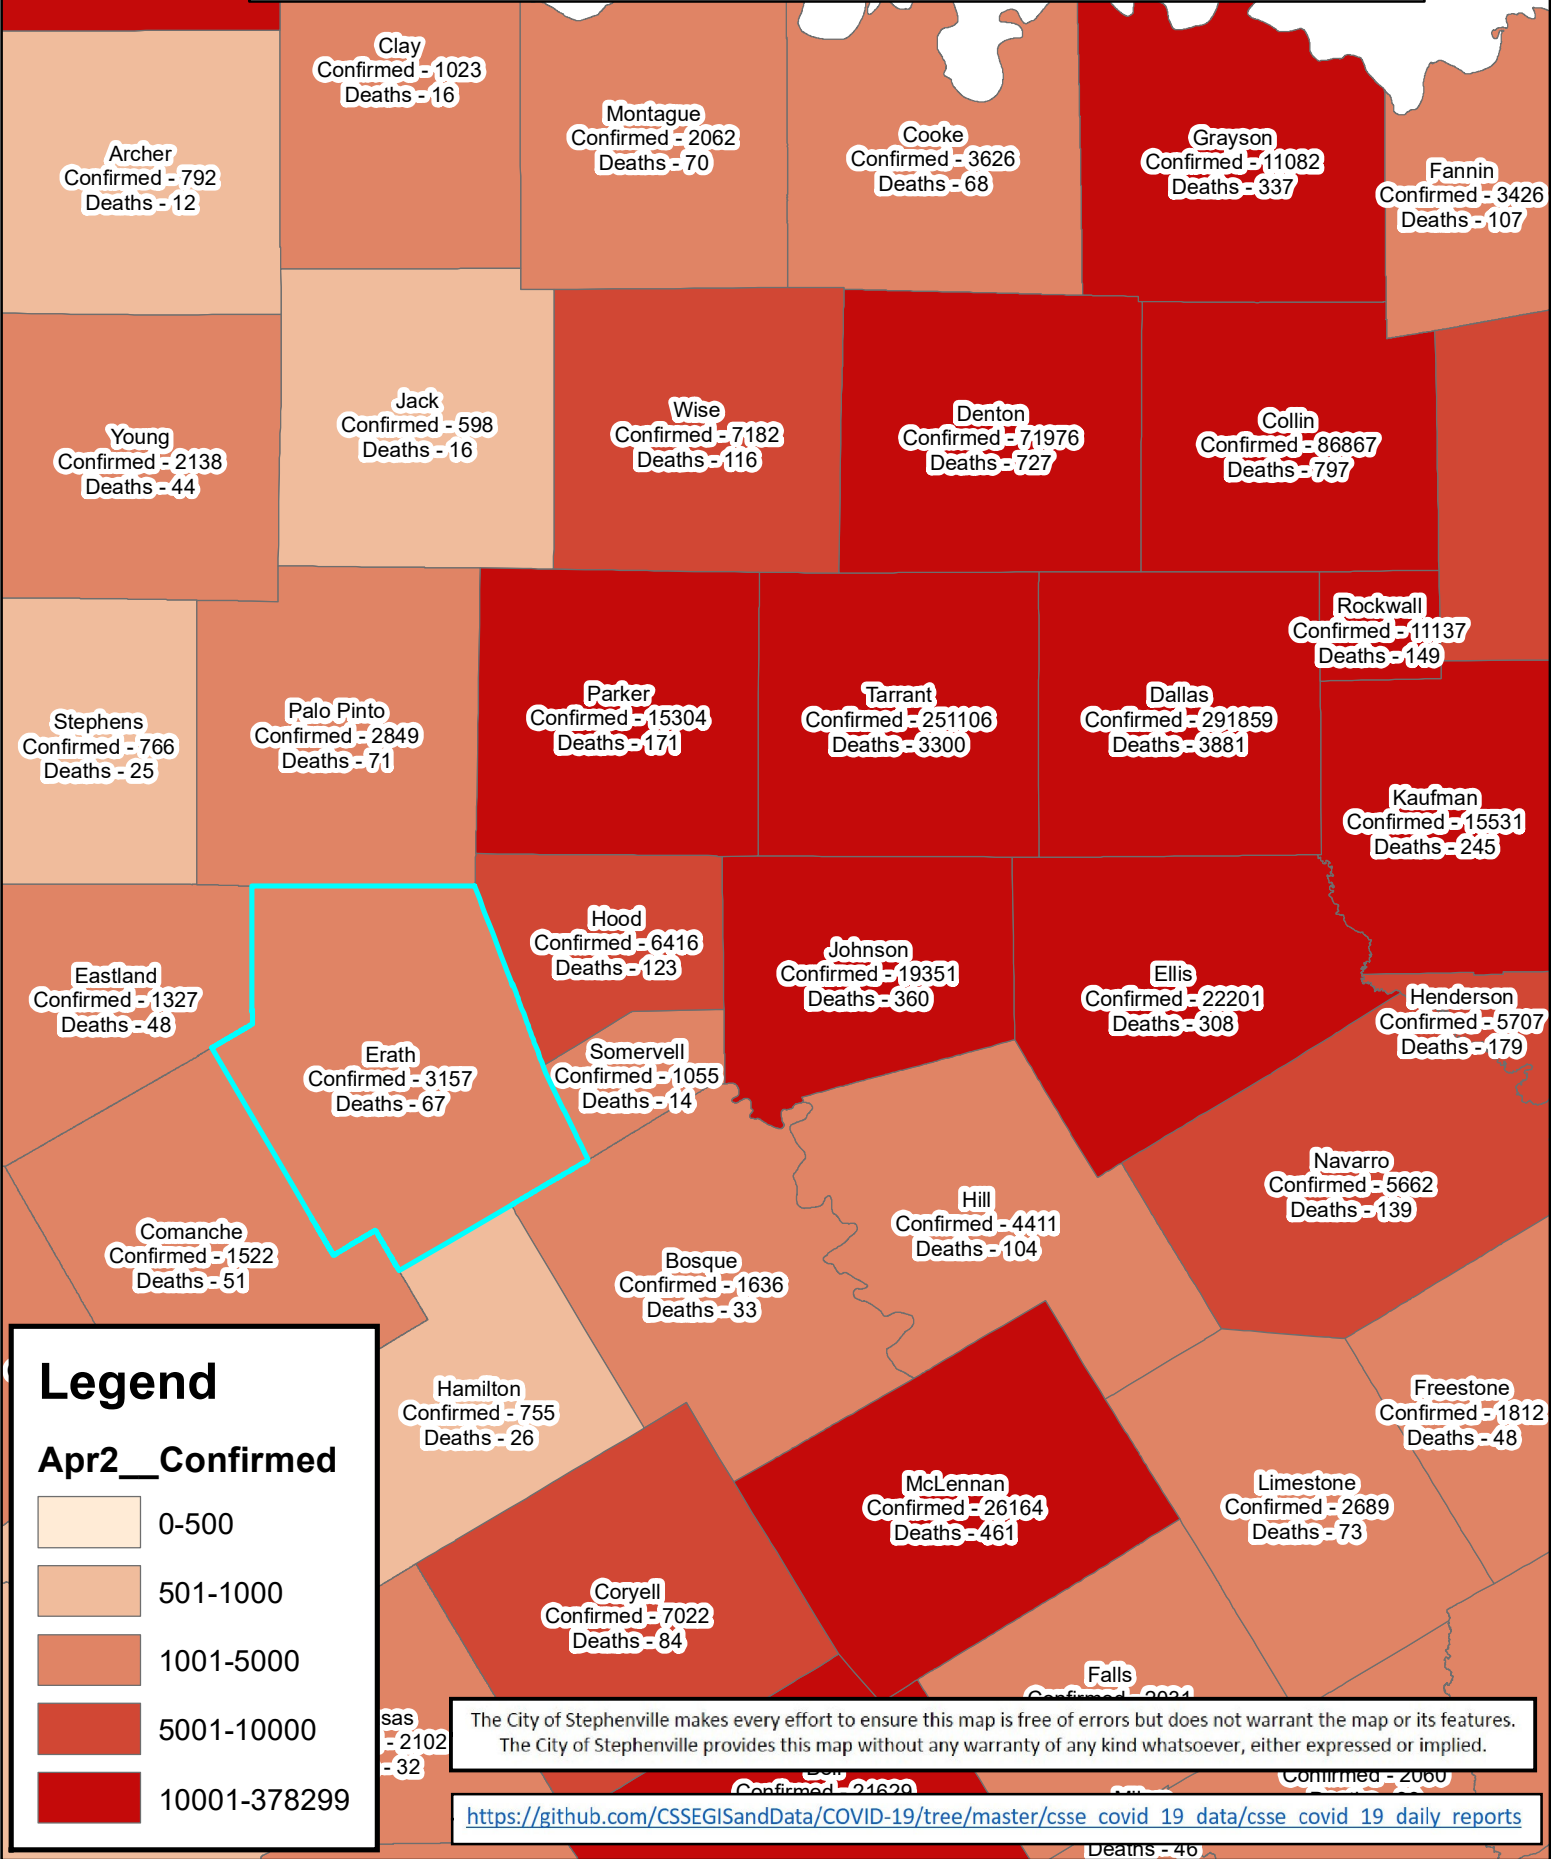 Clay
Confirmed - 1023
Deaths - 16
Montague
Confirmed - 2062
Deaths - 70
Cooke
Confirmed - 3626
Deaths - 68
Grayson
Confirmed - 11082
Deaths - 337
Archer
Confirmed - 792
Deaths - 12
Fannin
Confirmed - 3426
Deaths - 107
Young
Confirmed - 2138
Deaths - 44
Jack
Confirmed - 598
Deaths - 16
Wise
Confirmed - 7182
Deaths - 116
Denton
Confirmed - 71976
Deaths - 727
Collin
Confirmed - 86867
Deaths - 797
Rockwall
Confirmed - 11137
Deaths - 149
Stephens
Confirmed - 766
Deaths - 25
Palo Pinto
Confirmed - 2849
Deaths - 71
Parker
Confirmed - 15304
Deaths - 171
Tarrant
Confirmed - 251106
Deaths - 3300
Dallas
Confirmed - 291859
Deaths - 3881
Kaufman
Confirmed - 15531
Deaths - 245
Eastland
Confirmed - 1327
Deaths - 48
Hood
Confirmed - 6416
Deaths - 123
Johnson
Confirmed - 19351
Deaths - 360
Ellis
Confirmed - 22201
Deaths - 308
Henderson
Confirmed - 5707
Deaths - 179
Erath
Confirmed - 3157
Deaths - 67
Somervell
Confirmed - 1055
Deaths - 14
Navarro
Confirmed - 5662
Deaths - 139
Comanche
Confirmed - 1522
Deaths - 51
Hill
Confirmed - 4411
Deaths - 104
Bosque
Confirmed - 1636
Deaths - 33
Hamilton
Confirmed - 755
Deaths - 26
Freestone
Confirmed - 1812
Deaths - 48
McLennan
Confirmed - 26164
Deaths - 461
Limestone
Confirmed - 2689
Deaths - 73
Coryell
Confirmed - 7022
Deaths - 84
Falls
sas
- 2102
- 32
Confirmed - 21629
Confirmed - 2060
Deaths - 46
Legend
Apr2__Confirmed
0-500
501-1000
1001-5000
5001-10000
10001-378299
The City of Stephenville makes every effort to ensure this map is free of errors but does not warrant the map or its features.
The City of Stephenville provides this map without any warranty of any kind whatsoever, either expressed or implied.
https://github.com/CSSEGISandData/COVID-19/tree/master/csse_covid_19_data/csse_covid_19_daily_reports